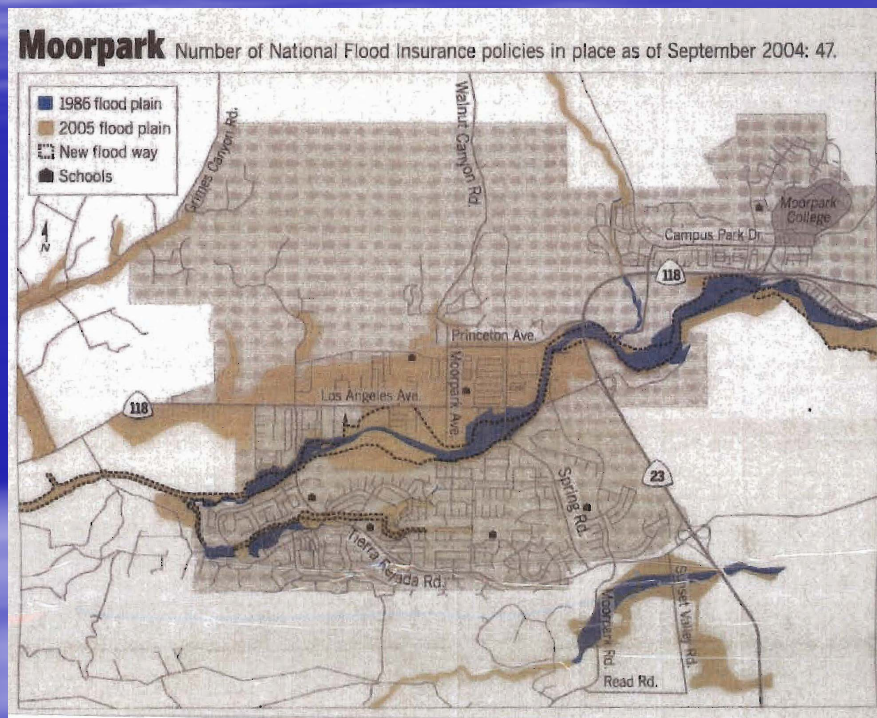 Moorpark Number of National Flood Insurance policies in place as of September 2004: 47.
1986 flood plain
2005 flood plain
New flood way
Schools
Grimes Canyon Rd.
Walnut Canyon Rd.
N
Moorpark
College
Campus Park Dr.
118
Princeton Ave.
Moorpark Ave.
Los Angeles Ave.
118
23
Spring Rd.
Tierra Rejada Rd.
Moorpark Rd.
Sunset Valley Rd.
Read Rd.